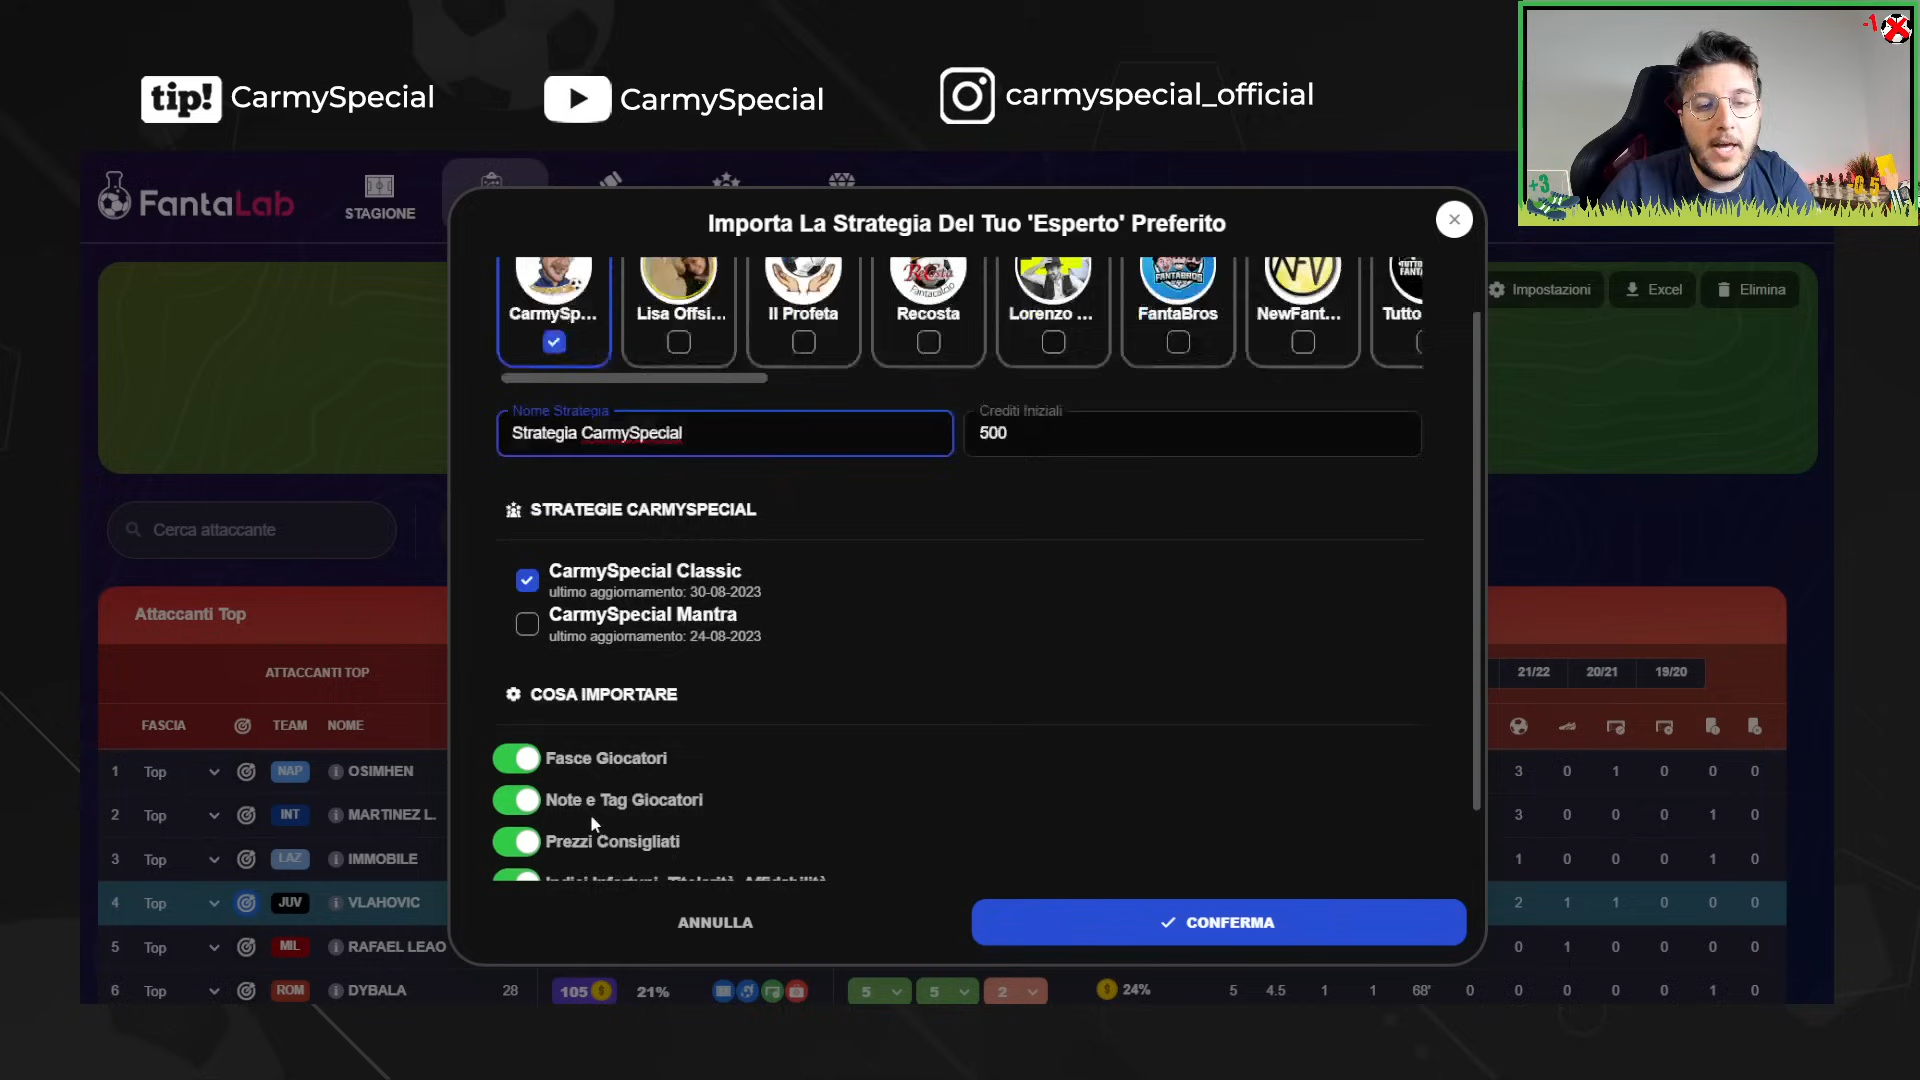 tip! CarmySpecial
CarmySpecial
carmyspecial_official
-1
+3
FantaLab
STAGIONE
Importa La Strategia Del Tuo 'Esperto' Preferito
Impostazioni
Excel
Elimina
CarmySp...
Lisa Offsi...
Il Profeta
Recosta
Lorenzo ...
FantaBros
NewFant...
Tutto
Nome Strategia
Strategia CarmySpecial
Crediti Iniziali
500
Cerca attaccante
STRATEGIE CARMYSPECIAL
CarmySpecial Classic
ultimo aggiornamento: 30-08-2023
CarmySpecial Mantra
ultimo aggiornamento: 24-08-2023
COSA IMPORTARE
Fasce Giocatori
Note e Tag Giocatori
Prezzi Consigliati
ANNULLA
CONFERMA
Attaccanti Top
ATTACCANTI TOP
21/22 20/21 19/20
FASCIA TEAM NOME
1 Top NAP OSIMHEN 3 0 1 0 0 0
2 Top INT MARTINEZ L. 3 0 0 0 1 0
3 Top LAZ IMMOBILE 1 0 0 0 1 0
4 Top JUV VLAHOVIC 2 1 1 0 0 0
5 Top MIL RAFAEL LEAO 0 1 0 0 0 0
6 Top ROM DYBALA 28 105 21% 5 5 2 24% 5 4.5 1 1 68' 0 0 0 0 1 0